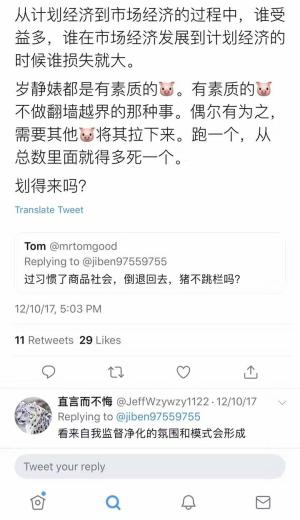 从计划经济到市场经济的过程中，谁受
益多，谁在市场经济发展到计划经济的
时候谁损失就大。
岁静婊都是有素质的🐷。有素质的🐷
不做翻墙越界的那种事。偶尔有为之，
需要其他🐷将其拉下来。跑一个，从
总数里面就得多死一个。
划得来吗？
Translate Tweet
Tom @mrtomgood
Replying to @jiben97559755
过习惯了商品社会，倒退回去，猪不跳栏吗？
12/10/17, 5:03 PM
11 Retweets 29 Likes
直言而不悔 @JeffWzywzy1122 · 12/10/17
Replying to @jiben97559755
看来自我监督净化的氛围和模式会形成
Tweet your reply